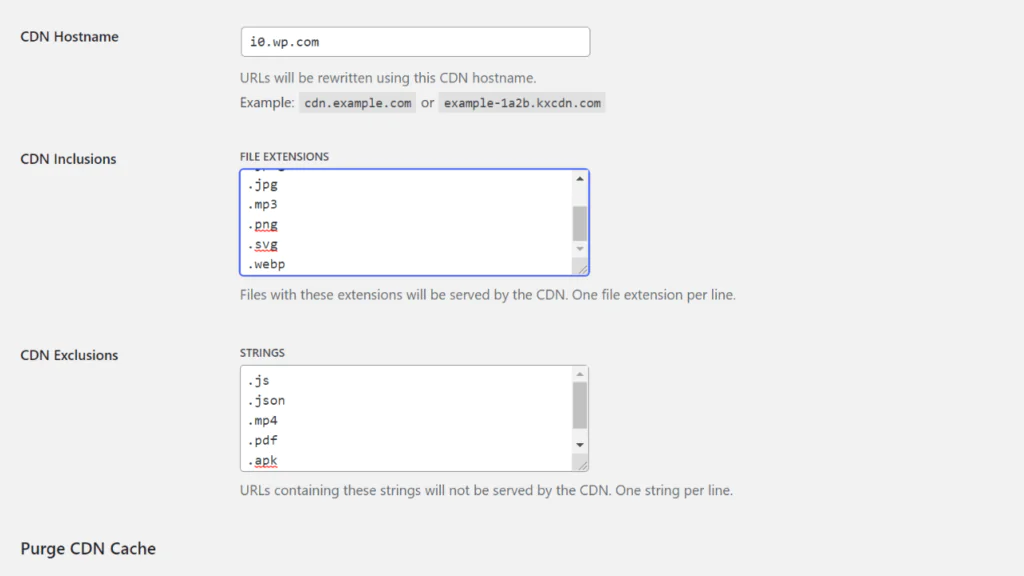 CDN Hostname
i0.wp.com
URLs will be rewritten using this CDN hostname.
Example: cdn.example.com or example-1a2b.kxcdn.com
CDN Inclusions
FILE EXTENSIONS
.jpg
.mp3
.png
.svg
.webp
Files with these extensions will be served by the CDN. One file extension per line.
CDN Exclusions
STRINGS
.js
.json
.mp4
.pdf
.apk
URLs containing these strings will not be served by the CDN. One string per line.
Purge CDN Cache